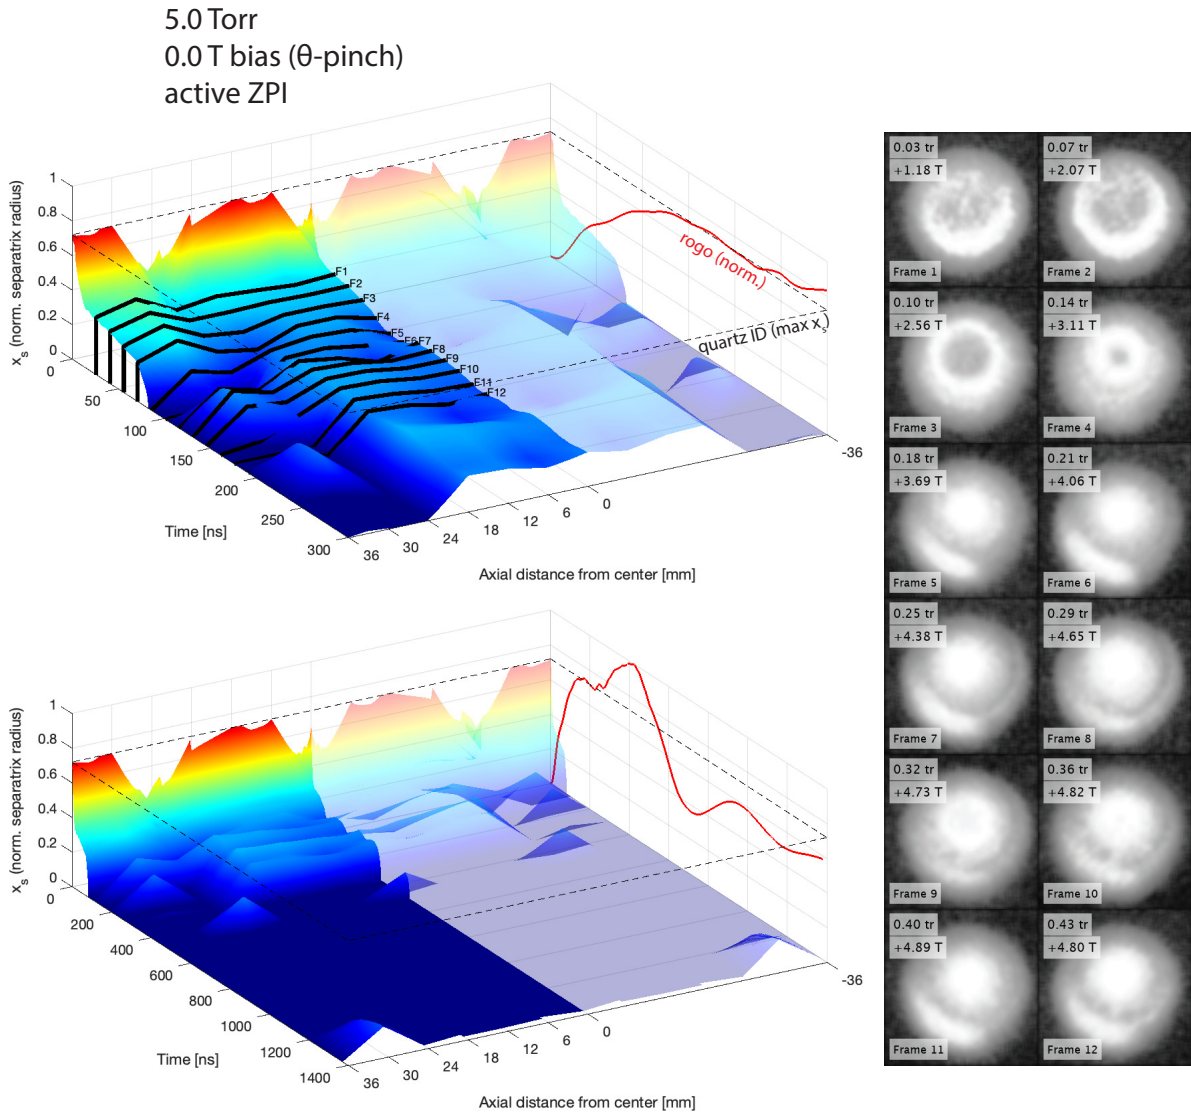 5.0 Torr
0.0 T bias (θ-pinch)
active ZPI
x_s (norm. separatrix radius)
1
0.8
0.6
0.4
0.2
0
0
50
100
150
200
250
300
Time [ns]
36
30
24
18
12
6
0
-36
Axial distance from center [mm]
F1
F2
F3
F4
F5
F6
F7
F8
F9
F10
F11
F12
rogo (norm.)
quartz ID (max x_s)
x_s (norm. separatrix radius)
1
0.8
0.6
0.4
0.2
0
0
200
400
600
800
1000
1200
1400
Time [ns]
36
30
24
18
12
6
0
-36
Axial distance from center [mm]
0.03 tr
+1.18 T
Frame 1
0.07 tr
+2.07 T
Frame 2
0.10 tr
+2.56 T
Frame 3
0.14 tr
+3.11 T
Frame 4
0.18 tr
+3.69 T
Frame 5
0.21 tr
+4.06 T
Frame 6
0.25 tr
+4.38 T
Frame 7
0.29 tr
+4.65 T
Frame 8
0.32 tr
+4.73 T
Frame 9
0.36 tr
+4.82 T
Frame 10
0.40 tr
+4.89 T
Frame 11
0.43 tr
+4.80 T
Frame 12